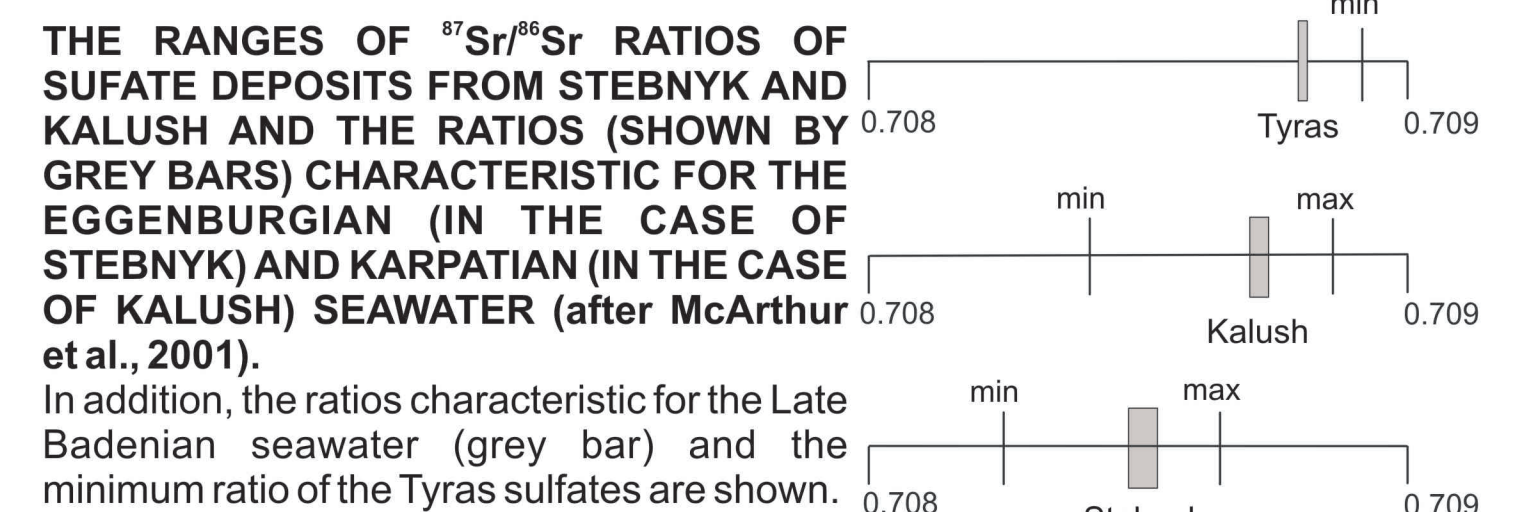 THE RANGES OF ⁸⁷Sr/⁸⁶Sr RATIOS OF
SUFATE DEPOSITS FROM STEBNYK AND
KALUSH AND THE RATIOS (SHOWN BY
GREY BARS) CHARACTERISTIC FOR THE
EGGENBURGIAN (IN THE CASE OF
STEBNYK) AND KARPATIAN (IN THE CASE
OF KALUSH) SEAWATER (after McArthur
et al., 2001).
In addition, the ratios characteristic for the Late
Badenian seawater (grey bar) and the
minimum ratio of the Tyras sulfates are shown.
min
0.708
Tyras
0.709
min
max
0.708
Kalush
0.709
min
max
0.708
0.709